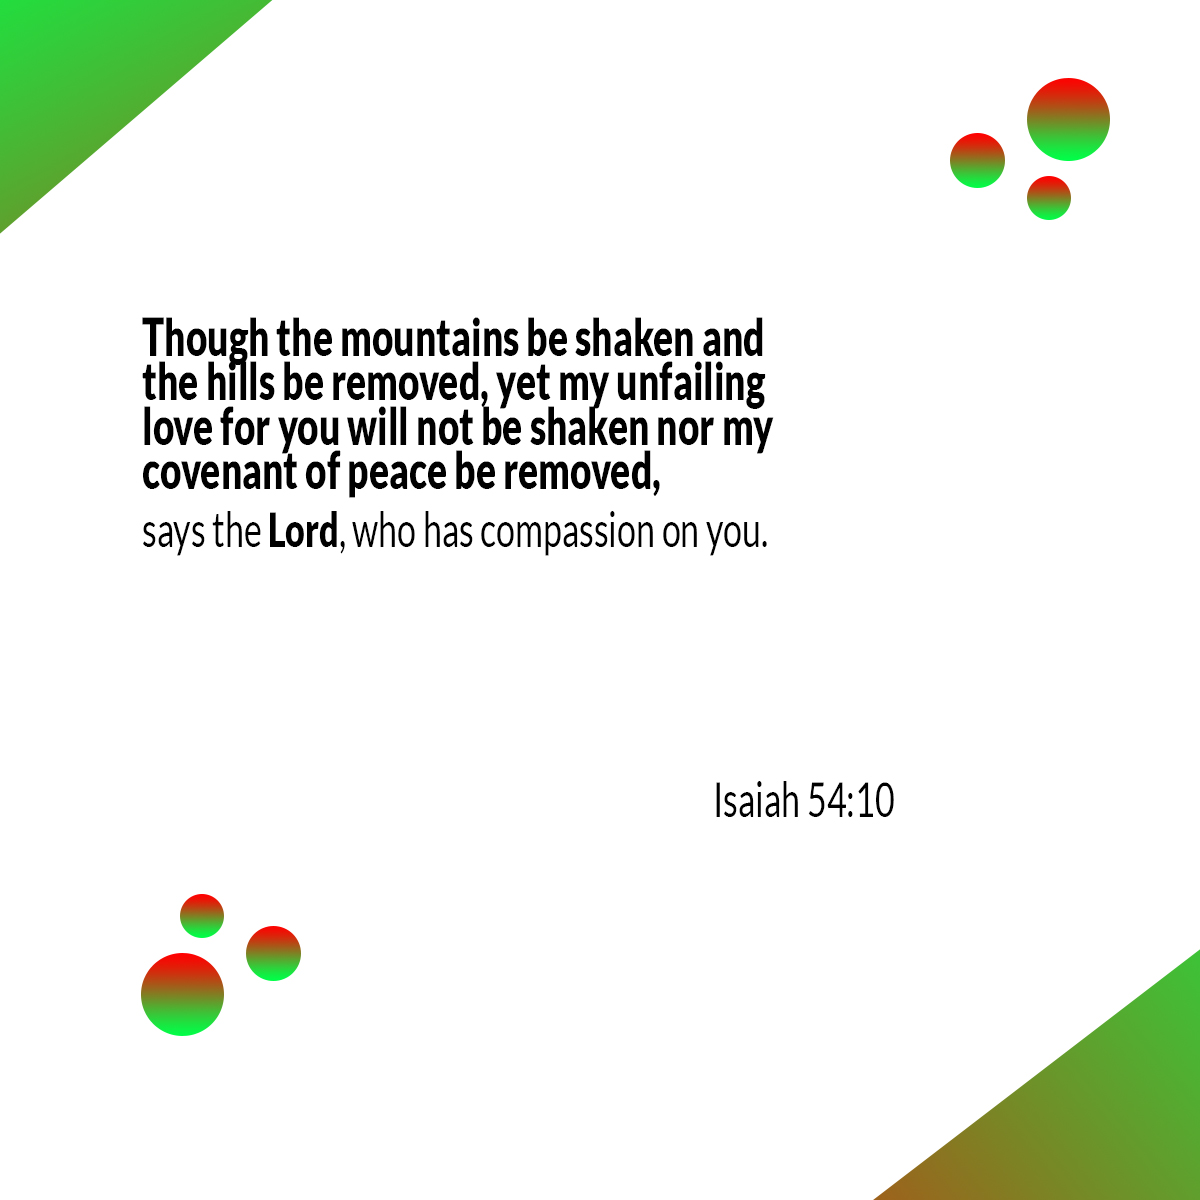 Though the mountains be shaken and
the hills be removed, yet my unfailing
love for you will not be shaken nor my
covenant of peace be removed,
says the Lord, who has compassion on you.
Isaiah 54:10